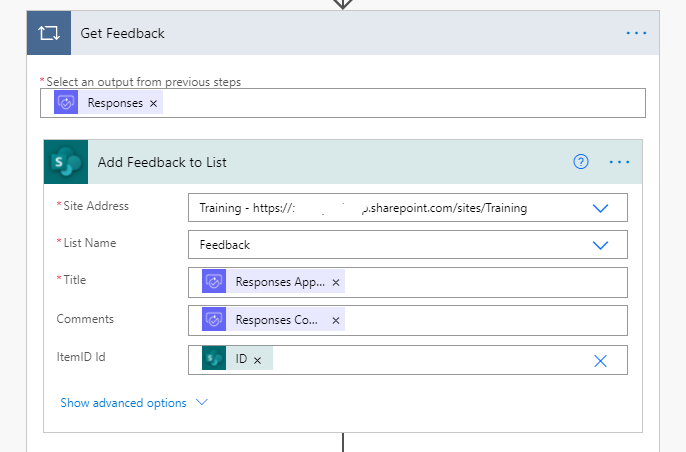 Get Feedback
* Select an output from previous steps
Responses ×
Add Feedback to List
* Site Address
Training - https://: .sharepoint.com/sites/Training
* List Name
Feedback
* Title
Responses App... ×
Comments
Responses Co... ×
ItemID Id
ID ×
Show advanced options